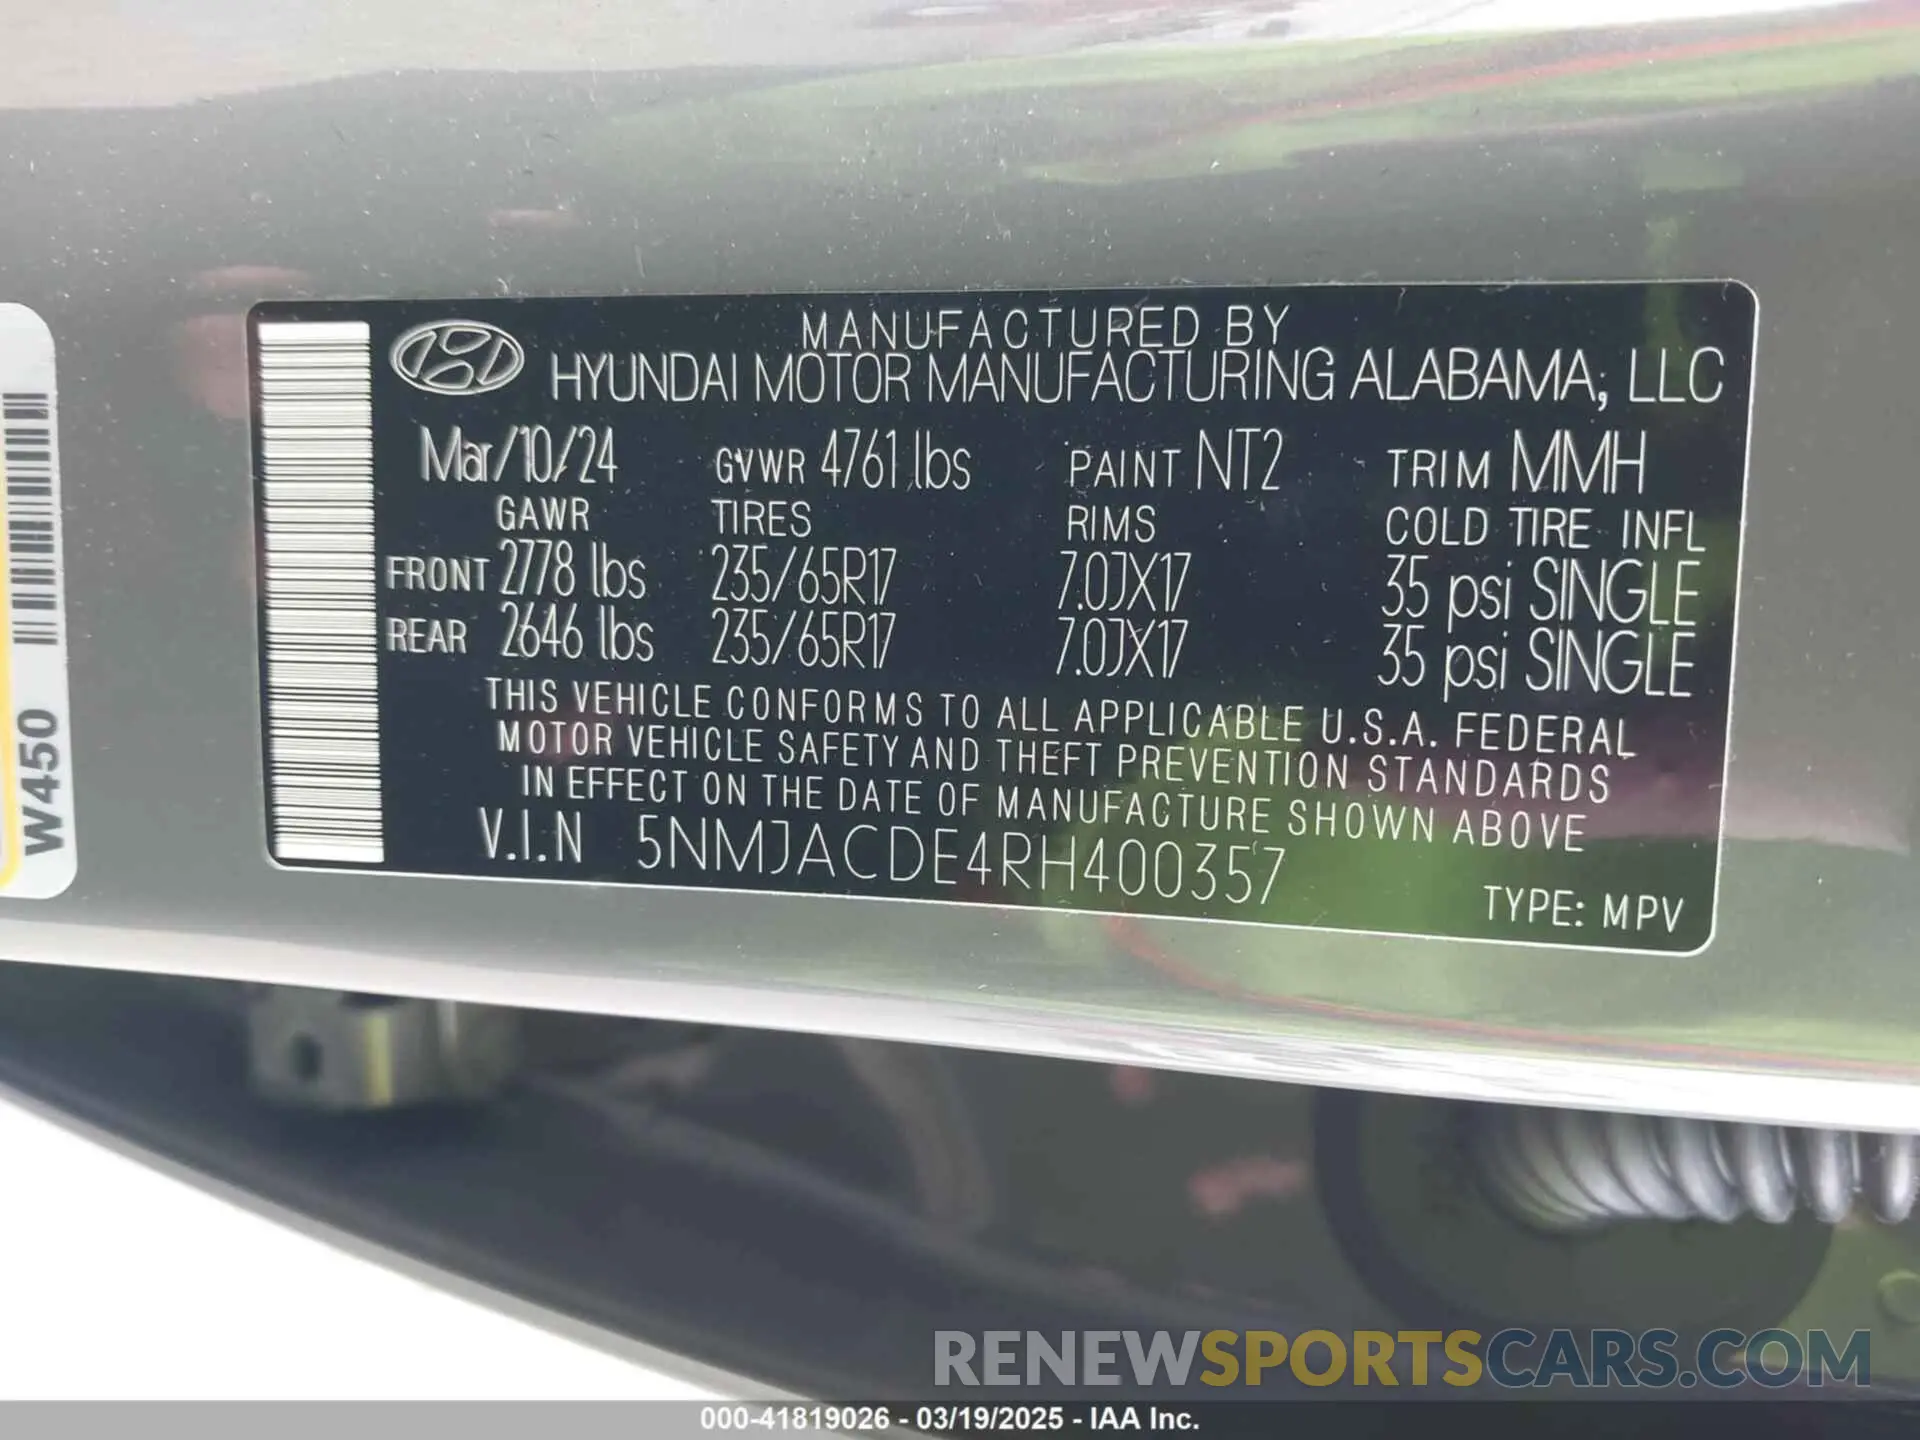 MANUFACTURED BY
HYUNDAI MOTOR MANUFACTURING ALABAMA, LLC
Mar/10/24 GVWR 4761 lbs PAINT NT2 TRIM MMH
GAWR TIRES RIMS COLD TIRE INFL
FRONT 2778 lbs 235/65R17 7.0JX17 35 psi SINGLE
REAR 2646 lbs 235/65R17 7.0JX17 35 psi SINGLE
THIS VEHICLE CONFORMS TO ALL APPLICABLE U.S.A. FEDERAL
MOTOR VEHICLE SAFETY AND THEFT PREVENTION STANDARDS
IN EFFECT ON THE DATE OF MANUFACTURE SHOWN ABOVE
V.I.N 5NMJACDE4RH400357
TYPE: MPV
W450
RENEWSPORTSCARS.COM
000-41819026 - 03/19/2025 - IAA Inc.